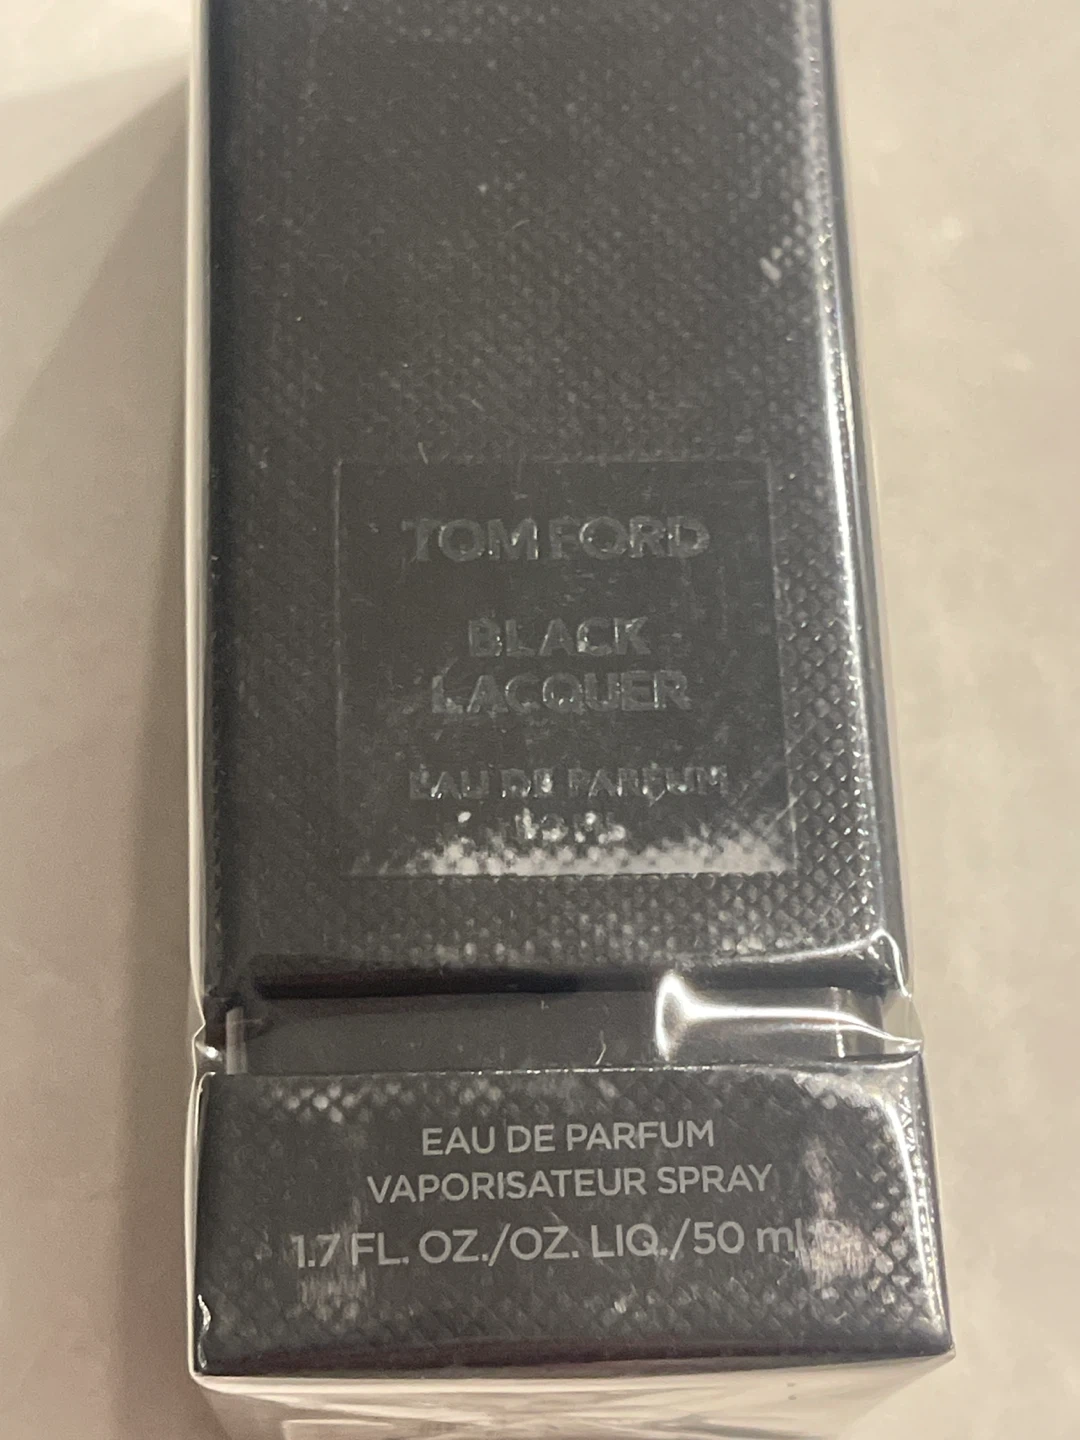 TOM FORD
BLACK
LACQUER
EAU DE PARFUM
EAU DE PARFUM
VAPORISATEUR SPRAY
1.7 FL. OZ./OZ. LIQ./50 ml